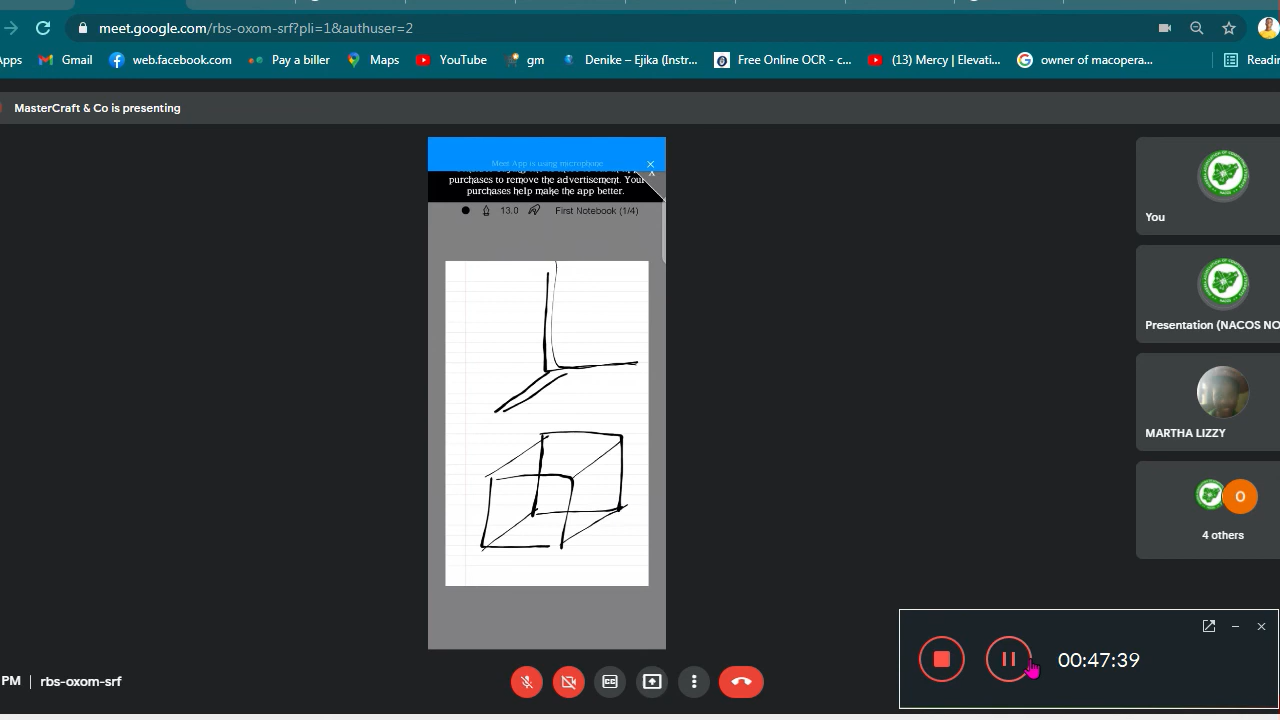 meet.google.com/rbs-oxom-srf?pli=1&authuser=2
Apps Gmail web.facebook.com Pay a biller Maps YouTube gm Denike – Ejika (Instr... Free Online OCR - c... (13) Mercy | Elevati... owner of macopera... Readin
MasterCraft & Co is presenting
Meet App is using microphone
purchases to remove the advertisement. Your
purchases help make the app better.
13.0 First Notebook (1/4)
You
Presentation (NACOS NO
MARTHA LIZZY
O
4 others
00:47:39
PM | rbs-oxom-srf